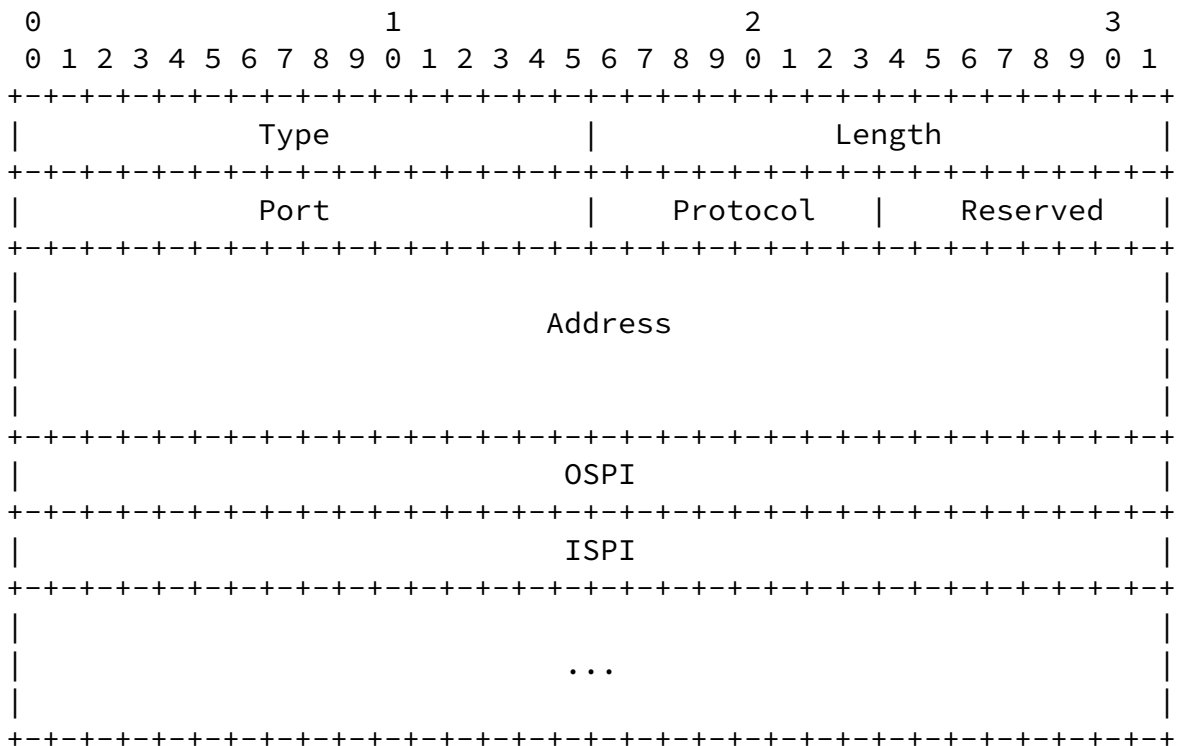 0                   1                   2                   3
 0 1 2 3 4 5 6 7 8 9 0 1 2 3 4 5 6 7 8 9 0 1 2 3 4 5 6 7 8 9 0 1
+-+-+-+-+-+-+-+-+-+-+-+-+-+-+-+-+-+-+-+-+-+-+-+-+-+-+-+-+-+-+-+-+
|             Type              |             Length            |
+-+-+-+-+-+-+-+-+-+-+-+-+-+-+-+-+-+-+-+-+-+-+-+-+-+-+-+-+-+-+-+-+
|             Port              |    Protocol   |    Reserved   |
+-+-+-+-+-+-+-+-+-+-+-+-+-+-+-+-+-+-+-+-+-+-+-+-+-+-+-+-+-+-+-+-+
|                                                               |
|                             Address                           |
|                                                               |
|                                                               |
+-+-+-+-+-+-+-+-+-+-+-+-+-+-+-+-+-+-+-+-+-+-+-+-+-+-+-+-+-+-+-+-+
|                              OSPI                             |
+-+-+-+-+-+-+-+-+-+-+-+-+-+-+-+-+-+-+-+-+-+-+-+-+-+-+-+-+-+-+-+-+
|                              ISPI                             |
+-+-+-+-+-+-+-+-+-+-+-+-+-+-+-+-+-+-+-+-+-+-+-+-+-+-+-+-+-+-+-+-+
|                                                               |
|                              ...                              |
|                                                               |
+-+-+-+-+-+-+-+-+-+-+-+-+-+-+-+-+-+-+-+-+-+-+-+-+-+-+-+-+-+-+-+-+